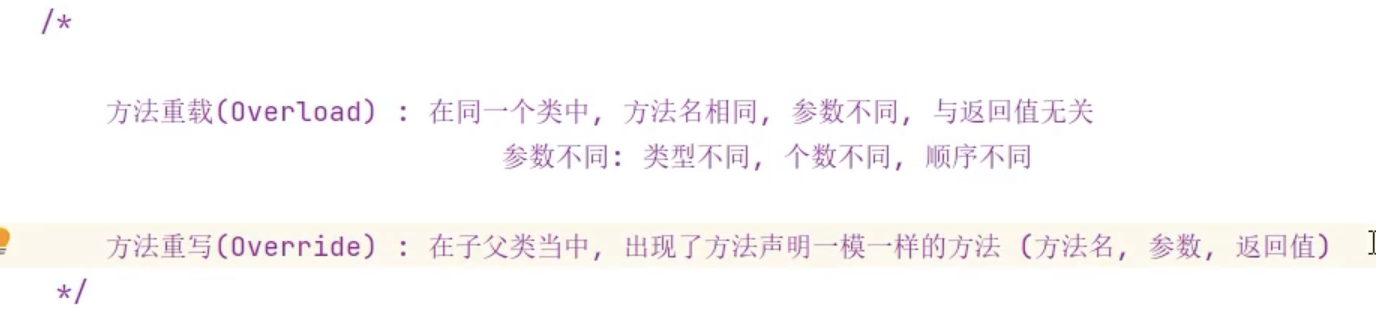 /*
方法重载(Overload) : 在同一个类中, 方法名相同, 参数不同, 与返回值无关
参数不同: 类型不同, 个数不同, 顺序不同
方法重写(Override) : 在子父类当中, 出现了方法声明一模一样的方法 (方法名, 参数, 返回值)
*/